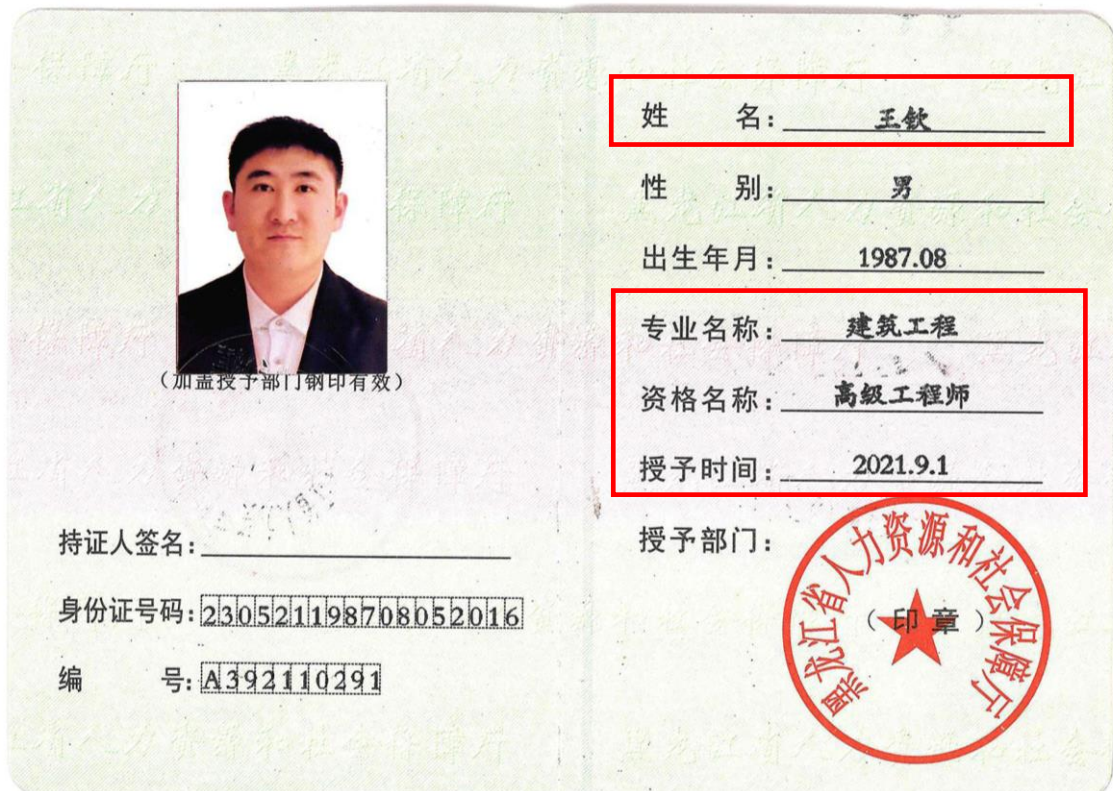 （加盖授予部门钢印有效）
持证人签名：
身份证号码：230521198708052016
编 号：A392110291
姓 名：王钦
性 别：男
出生年月：1987.08
专业名称：建筑工程
资格名称：高级工程师
授予时间：2021.9.1
授予部门：
黑龙江省人力资源和社会保障厅
（印章）